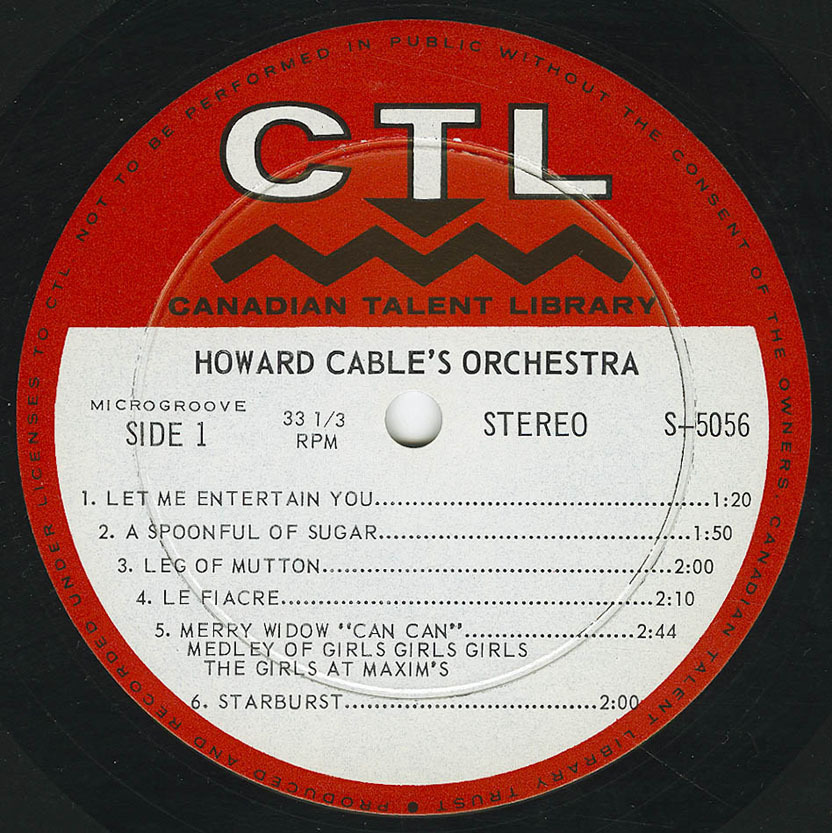 PRODUCED AND RECORDED UNDER LICENSES TO CTL. NOT TO BE PERFORMED IN PUBLIC WITHOUT THE CONSENT OF THE OWNERS, CANADIAN TALENT LIBRARY TRUST ●
CTL
CANADIAN TALENT LIBRARY
HOWARD CABLE'S ORCHESTRA
MICROGROOVE
SIDE 1
33 1/3
RPM
STEREO
S-5056
1. LET ME ENTERTAIN YOU........1:20
2. A SPOONFUL OF SUGAR........1:50
3. LEG OF MUTTON........2:00
4. LE FIACRE........2:10
5. MERRY WIDOW "CAN CAN"........2:44
MEDLEY OF GIRLS GIRLS GIRLS
THE GIRLS AT MAXIM'S
6. STARBURST........2:00